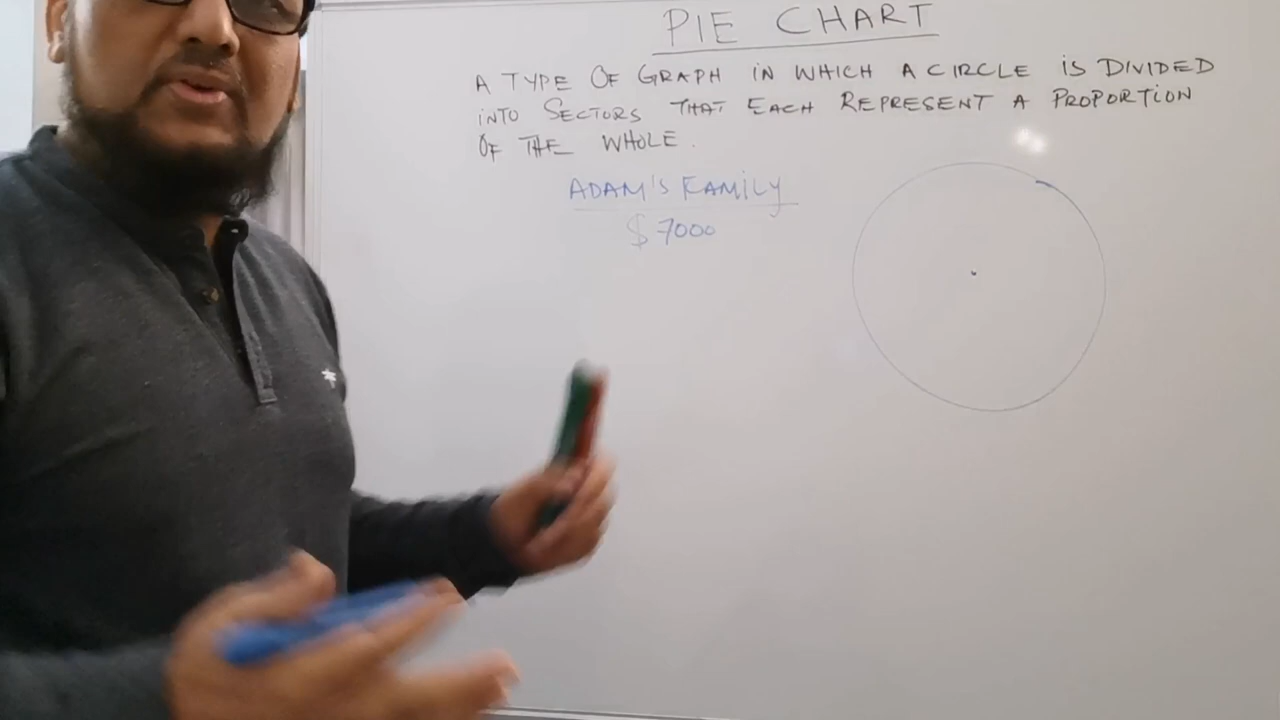 PIE CHART
A TYPE OF GRAPH IN WHICH A CIRCLE IS DIVIDED
INTO SECTORS THAT EACH REPRESENT A PROPORTION
OF THE WHOLE.
ADAM'S FAMILY
$ 7000